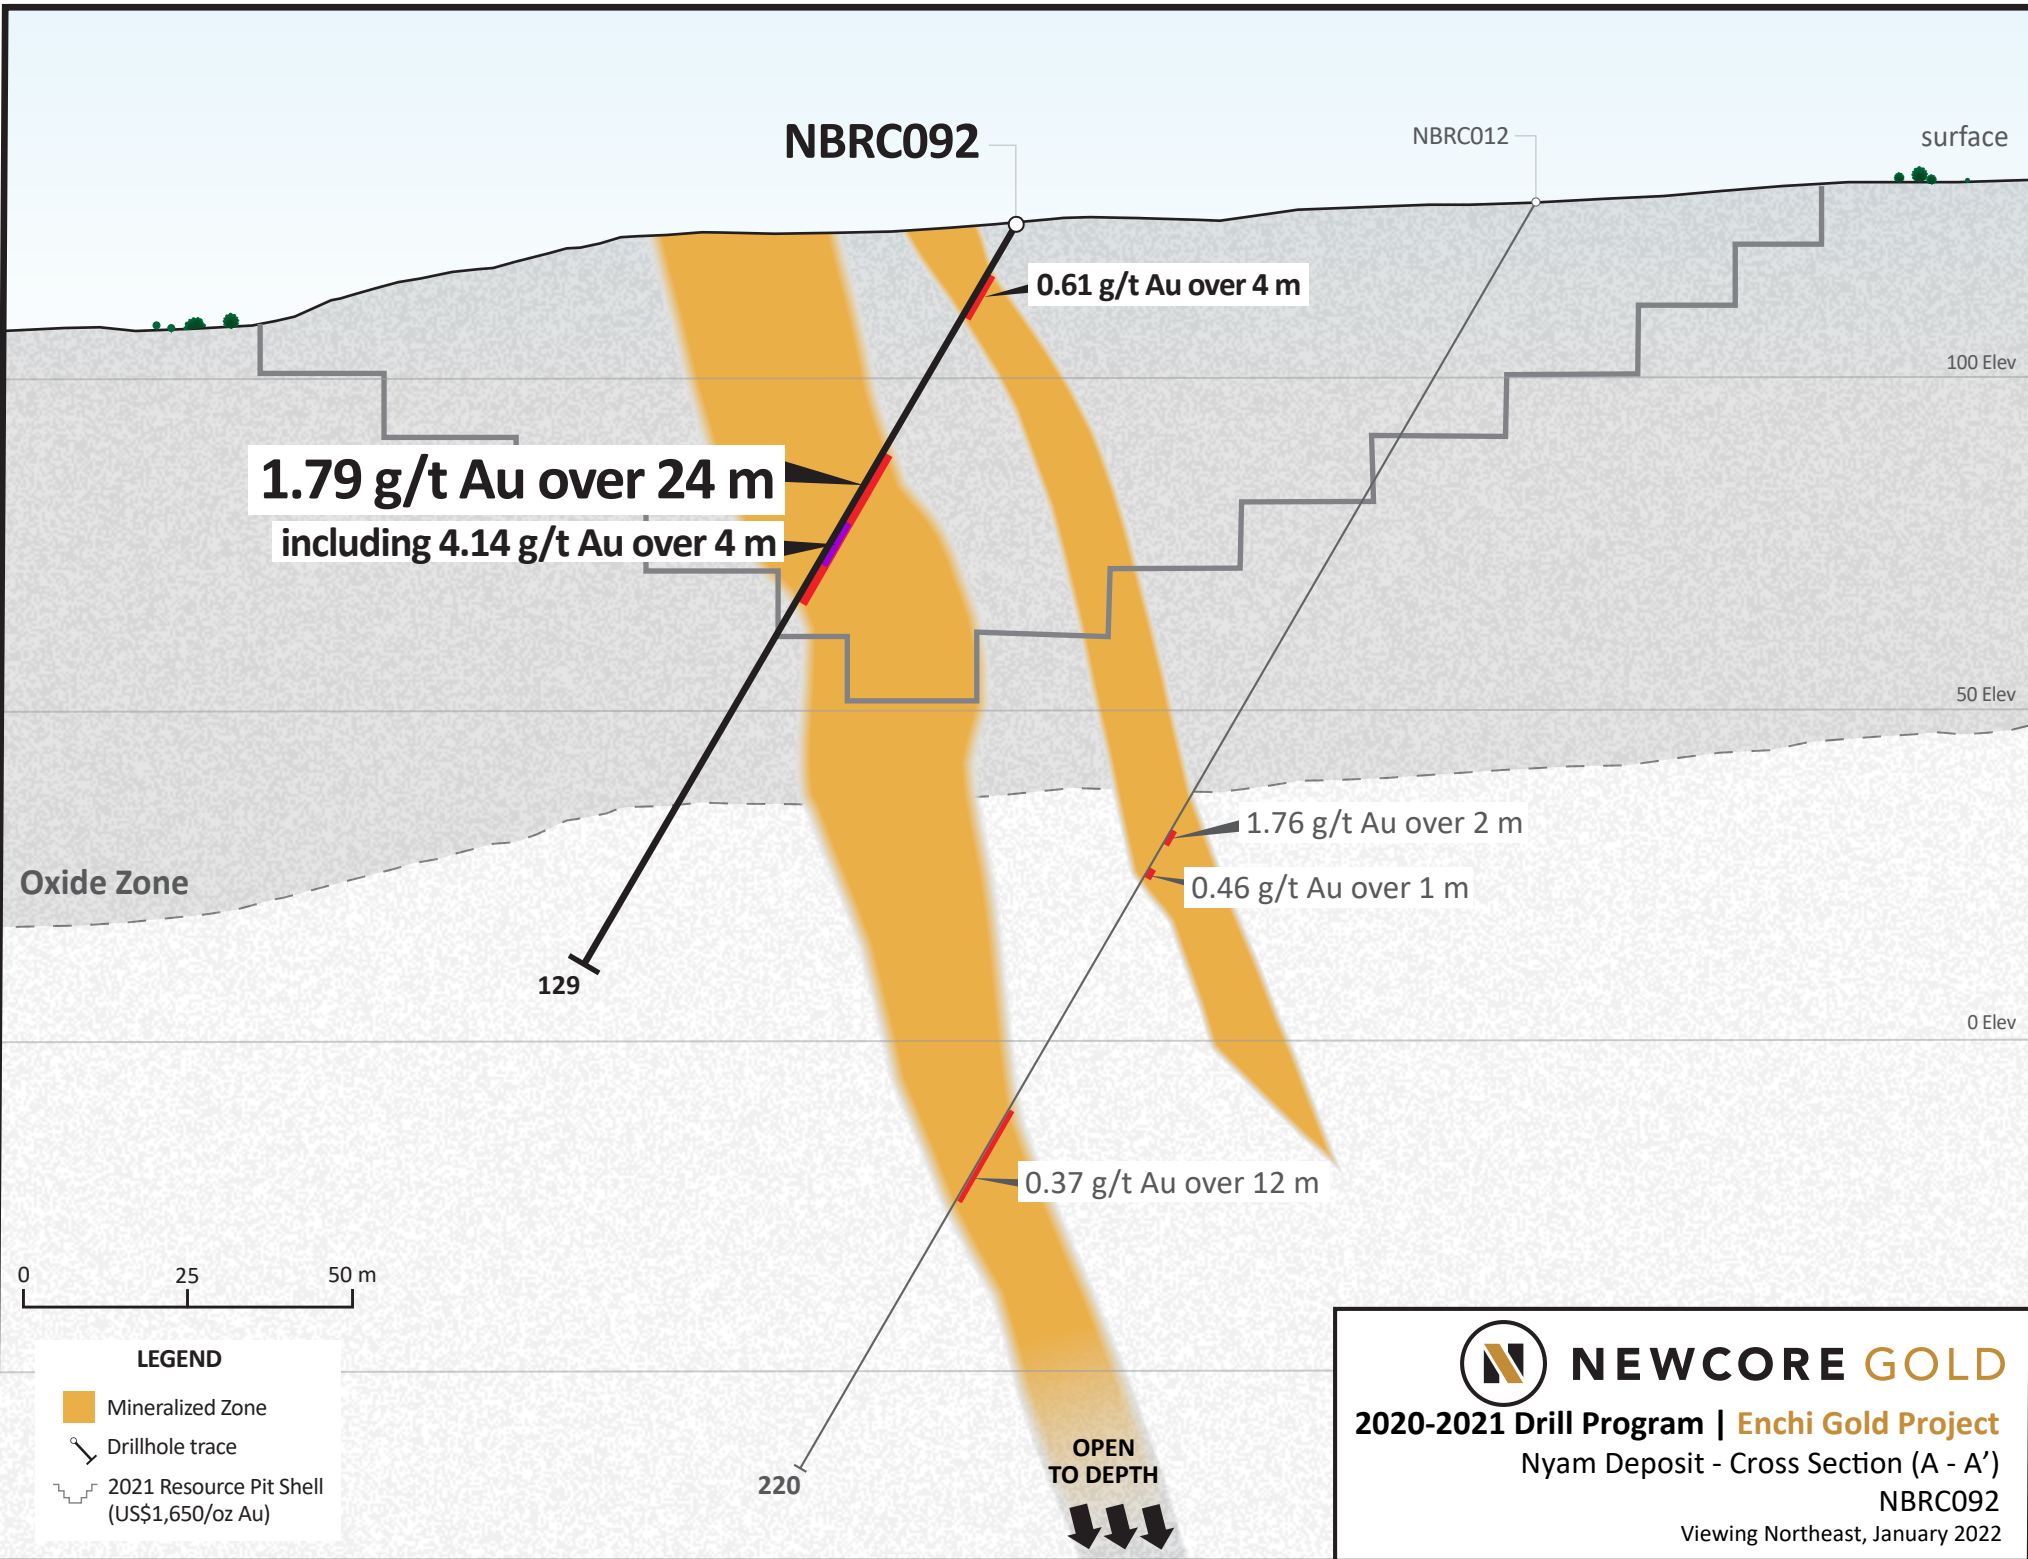 NBRC092
NBRC012
surface
0.61 g/t Au over 4 m
100 Elev
1.79 g/t Au over 24 m
including 4.14 g/t Au over 4 m
50 Elev
1.76 g/t Au over 2 m
Oxide Zone
0.46 g/t Au over 1 m
129
0 Elev
0.37 g/t Au over 12 m
0 25 50 m
LEGEND
Mineralized Zone
Drillhole trace
2021 Resource Pit Shell
(US$1,650/oz Au)
220
OPEN
TO DEPTH
N NEWCORE GOLD
2020-2021 Drill Program | Enchi Gold Project
Nyam Deposit - Cross Section (A - A’)
NBRC092
Viewing Northeast, January 2022